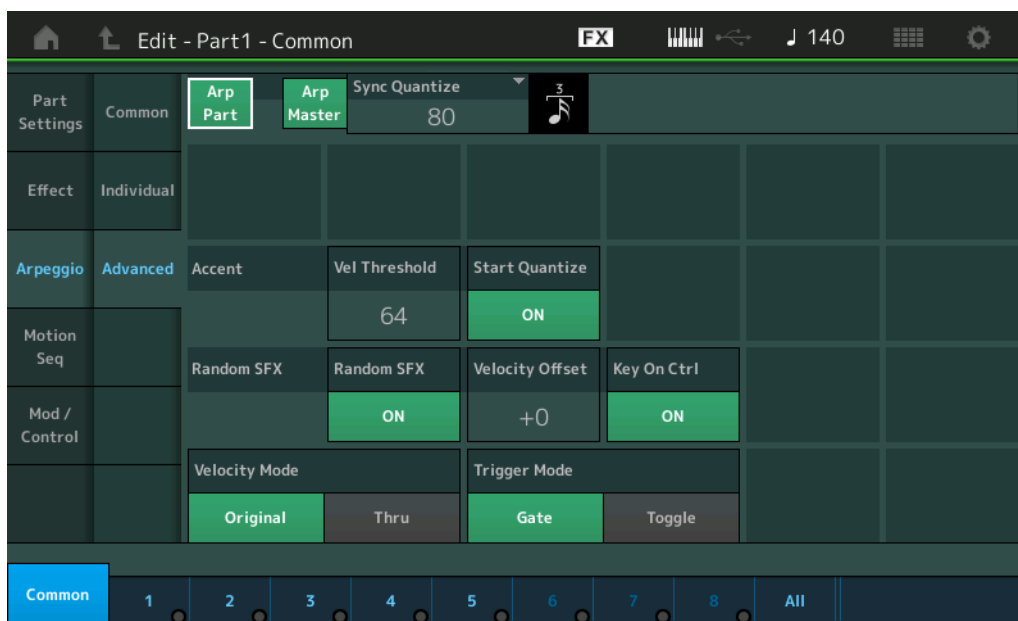 Edit - Part1 - Common
FX
♩ 140
Part
Settings
Common
Arp
Part
Arp
Master
Sync Quantize
80
3
Effect
Individual
Arpeggio
Advanced
Accent
Vel Threshold
64
Start Quantize
ON
Motion
Seq
Random SFX
Random SFX
ON
Velocity Offset
+0
Key On Ctrl
ON
Mod /
Control
Velocity Mode
Original
Thru
Trigger Mode
Gate
Toggle
Common
1
2
3
4
5
6
7
8
All